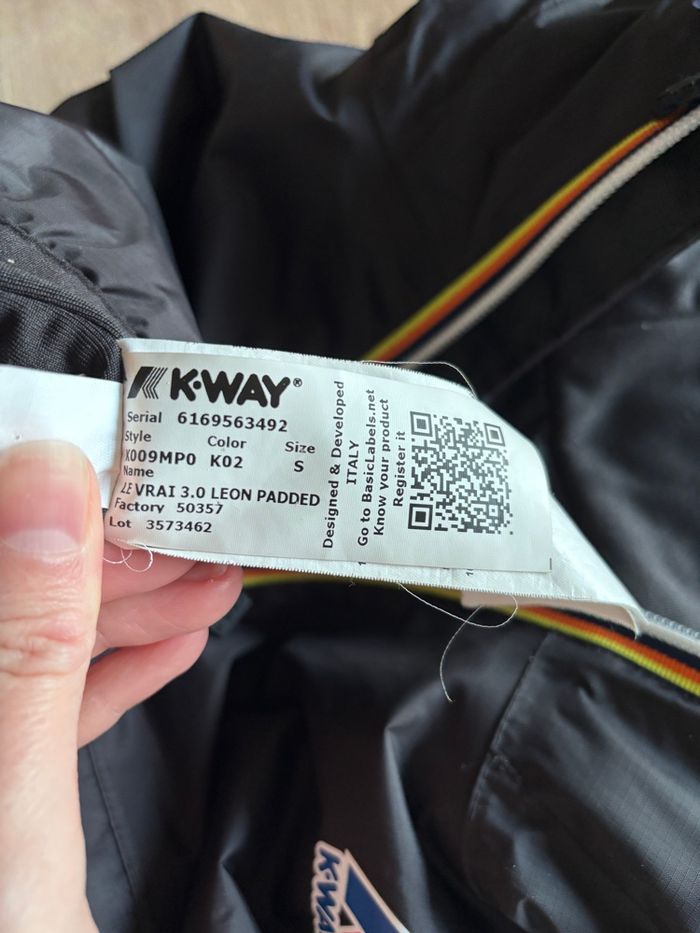 K·WAY®
Serial 6169563492
Style Color Size
K009MP0 K02 S
Name
LE VRAI 3.0 LEON PADDED
Factory 50357
Lot 3573462
Designed & Developed
ITALY
Go to BasicLabels.net
Know your product
Register it
K·WA